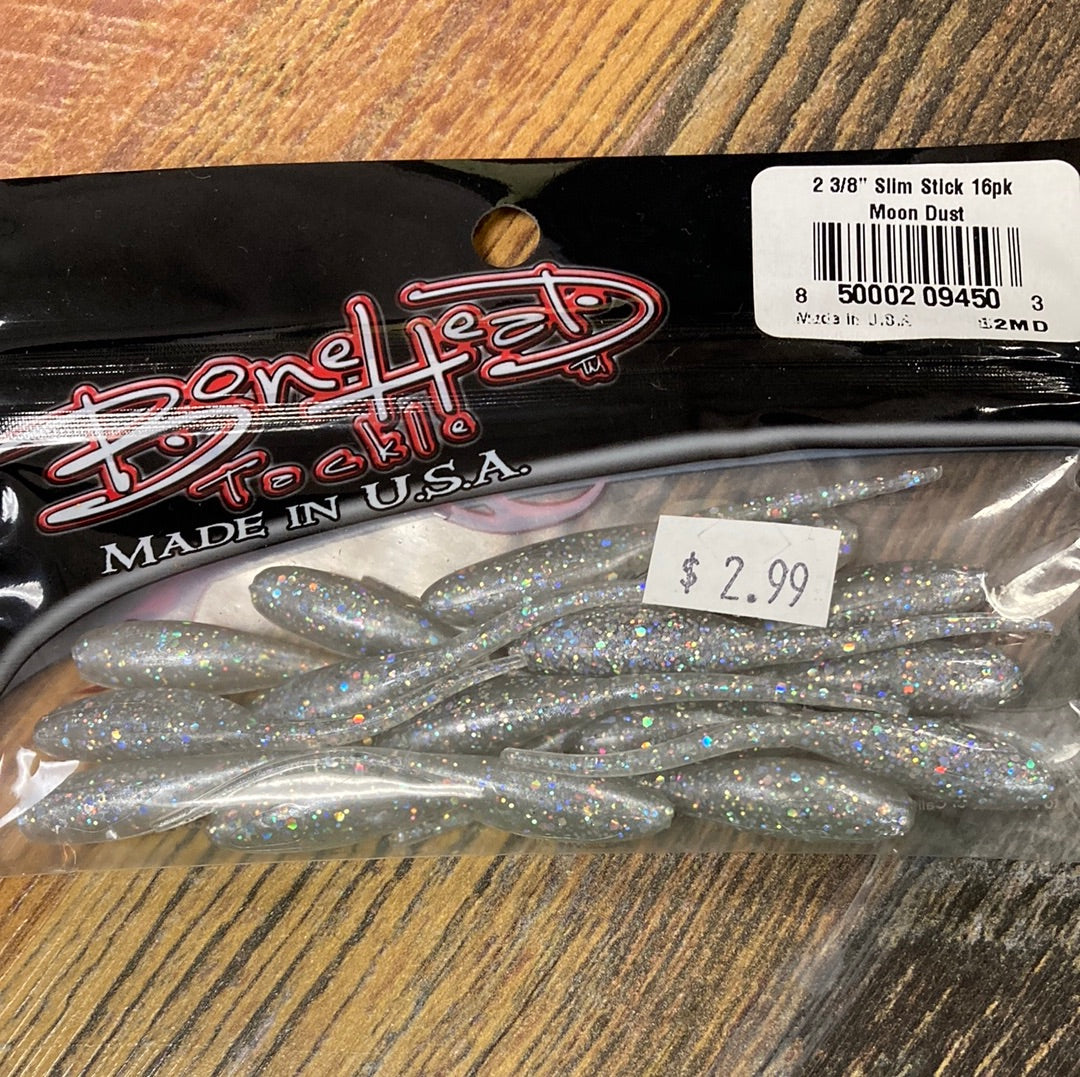 2 3/8" Slim Stick 16pk
Moon Dust
8 50002 09450 3
Made in U.S.A
12MD
BoneHead
TM
Tackle
MADE IN U.S.A.
$ 2.99